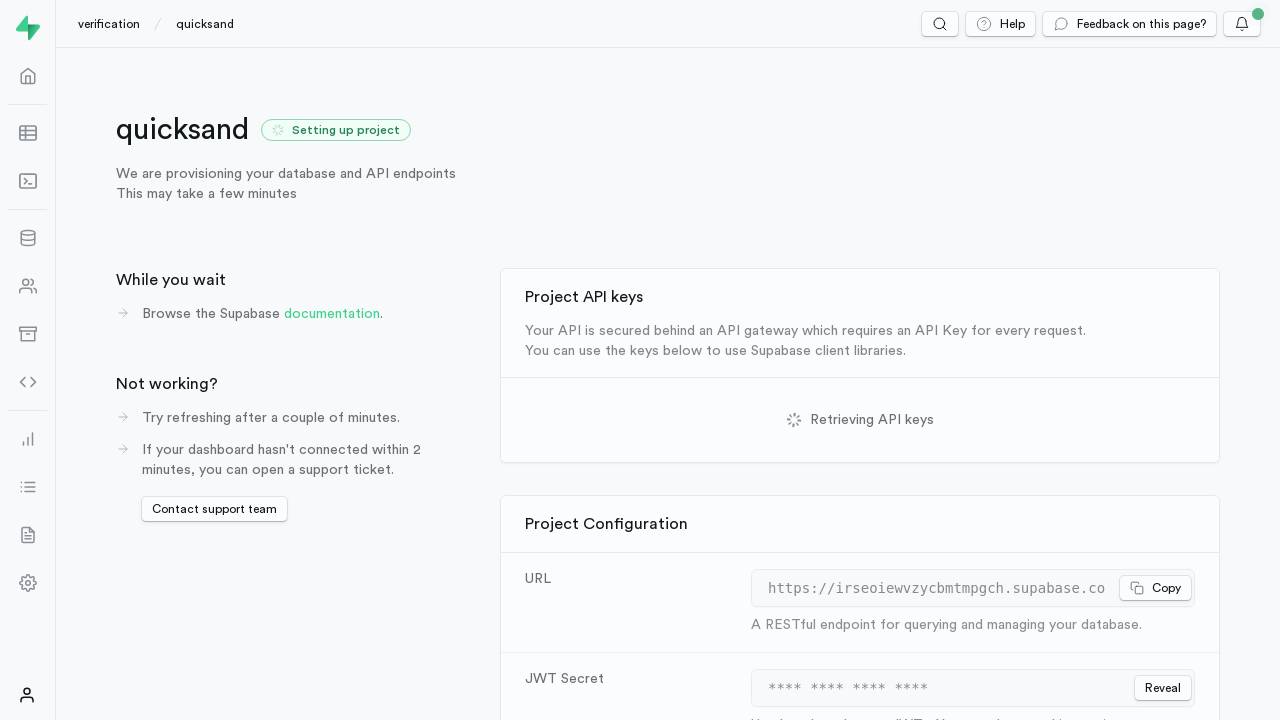 verification / quicksand
Help
Feedback on this page?
quicksand
Setting up project
We are provisioning your database and API endpoints
This may take a few minutes
While you wait
Browse the Supabase documentation.
Not working?
Try refreshing after a couple of minutes.
If your dashboard hasn't connected within 2
minutes, you can open a support ticket.
Contact support team
Project API keys
Your API is secured behind an API gateway which requires an API Key for every request.
You can use the keys below to use Supabase client libraries.
Retrieving API keys
Project Configuration
URL
https://irseoiewvzycbmtmpgch.supabase.co
Copy
A RESTful endpoint for querying and managing your database.
JWT Secret
**** **** **** ****
Reveal